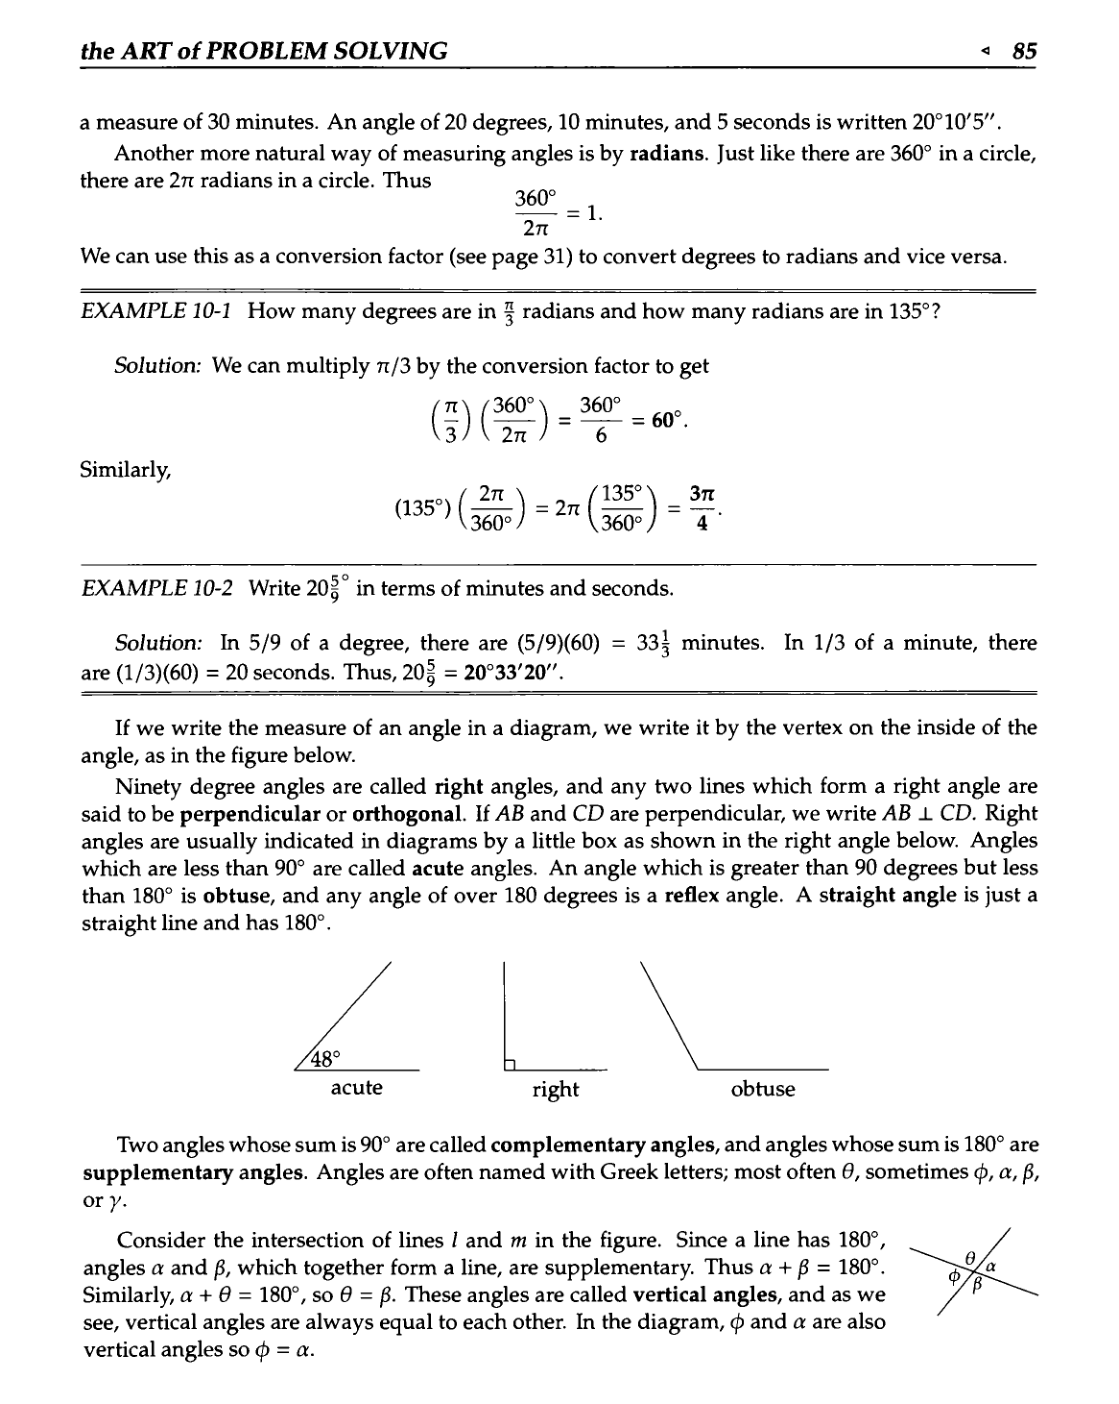 the ART of PROBLEM SOLVING ◃ 85
a measure of 30 minutes. An angle of 20 degrees, 10 minutes, and 5 seconds is written 20°10′5″.
Another more natural way of measuring angles is by radians. Just like there are 360° in a circle,
there are 2π radians in a circle. Thus
360°/2π = 1.
We can use this as a conversion factor (see page 31) to convert degrees to radians and vice versa.
EXAMPLE 10-1 How many degrees are in π/3 radians and how many radians are in 135°?
Solution: We can multiply π/3 by the conversion factor to get
(π/3)(360°/2π) = 360°/6 = 60°.
Similarly,
(135°)(2π/360°) = 2π(135°/360°) = 3π/4.
EXAMPLE 10-2 Write 20 5/9° in terms of minutes and seconds.
Solution: In 5/9 of a degree, there are (5/9)(60) = 33 1/3 minutes. In 1/3 of a minute, there
are (1/3)(60) = 20 seconds. Thus, 20 5/9 = 20°33′20″.
If we write the measure of an angle in a diagram, we write it by the vertex on the inside of the
angle, as in the figure below.
Ninety degree angles are called right angles, and any two lines which form a right angle are
said to be perpendicular or orthogonal. If AB and CD are perpendicular, we write AB ⊥ CD. Right
angles are usually indicated in diagrams by a little box as shown in the right angle below. Angles
which are less than 90° are called acute angles. An angle which is greater than 90 degrees but less
than 180° is obtuse, and any angle of over 180 degrees is a reflex angle. A straight angle is just a
straight line and has 180°.
48°
acute right obtuse
Two angles whose sum is 90° are called complementary angles, and angles whose sum is 180° are
supplementary angles. Angles are often named with Greek letters; most often θ, sometimes ϕ, α, β,
or γ.
Consider the intersection of lines l and m in the figure. Since a line has 180°,
angles α and β, which together form a line, are supplementary. Thus α + β = 180°.
Similarly, α + θ = 180°, so θ = β. These angles are called vertical angles, and as we
see, vertical angles are always equal to each other. In the diagram, ϕ and α are also
vertical angles so ϕ = α.
θ α
ϕ β